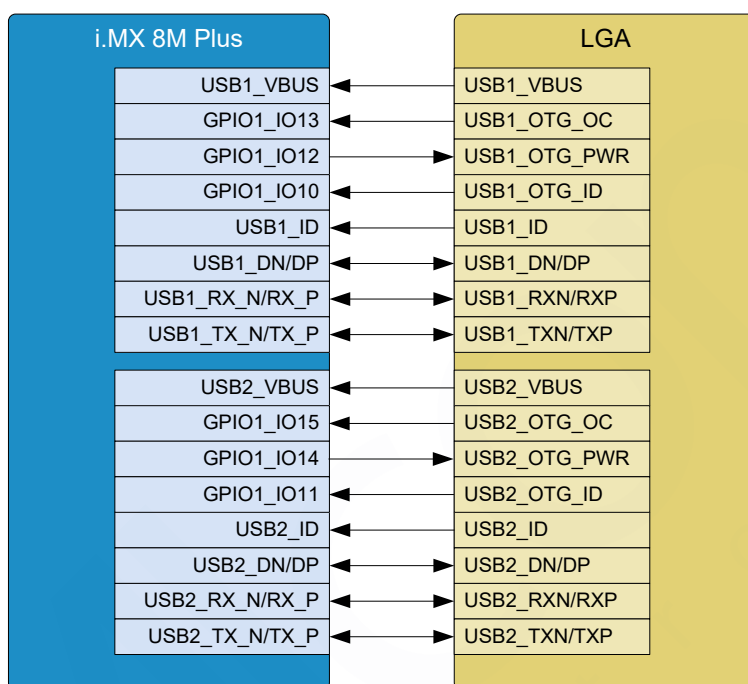 i.MX 8M Plus LGA
USB1_VBUS USB1_VBUS
GPIO1_IO13 USB1_OTG_OC
GPIO1_IO12 USB1_OTG_PWR
GPIO1_IO10 USB1_OTG_ID
USB1_ID USB1_ID
USB1_DN/DP USB1_DN/DP
USB1_RX_N/RX_P USB1_RXN/RXP
USB1_TX_N/TX_P USB1_TXN/TXP
USB2_VBUS USB2_VBUS
GPIO1_IO15 USB2_OTG_OC
GPIO1_IO14 USB2_OTG_PWR
GPIO1_IO11 USB2_OTG_ID
USB2_ID USB2_ID
USB2_DN/DP USB2_DN/DP
USB2_RX_N/RX_P USB2_RXN/RXP
USB2_TX_N/TX_P USB2_TXN/TXP